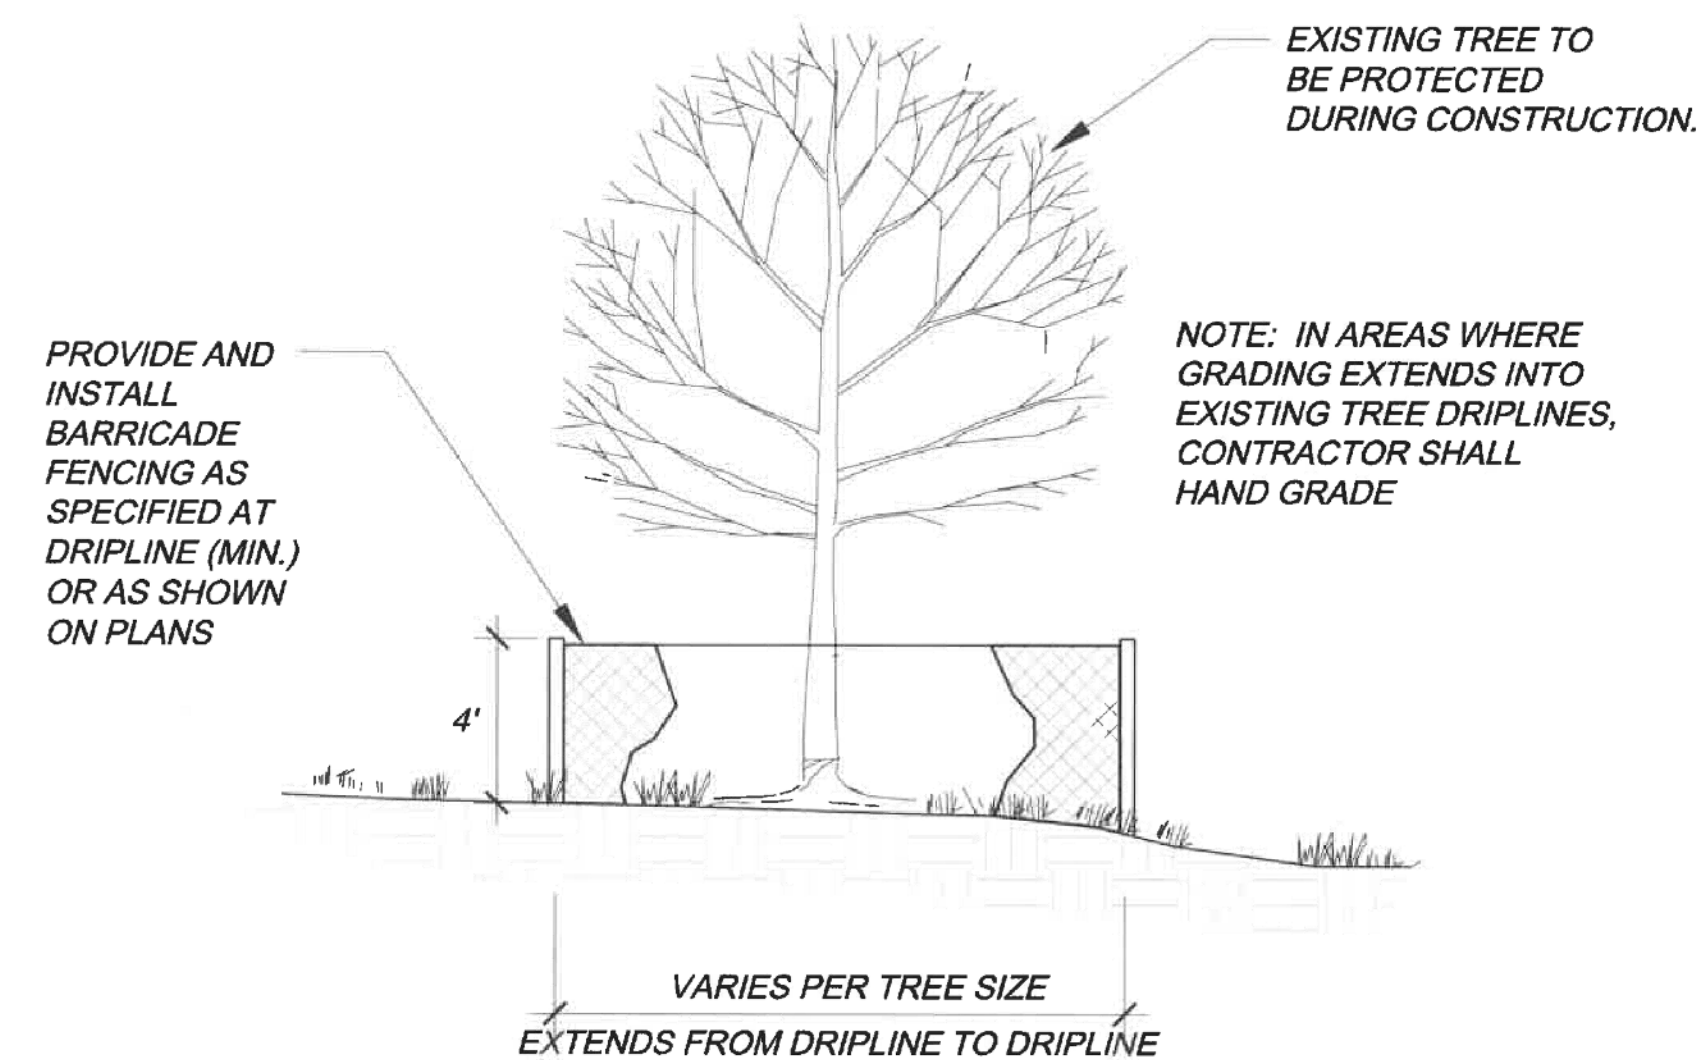 EXISTING TREE TO
BE PROTECTED
DURING CONSTRUCTION.
PROVIDE AND
INSTALL
BARRICADE
FENCING AS
SPECIFIED AT
DRIPLINE (MIN.)
OR AS SHOWN
ON PLANS
NOTE: IN AREAS WHERE
GRADING EXTENDS INTO
EXISTING TREE DRIPLINES,
CONTRACTOR SHALL
HAND GRADE
4'
VARIES PER TREE SIZE
EXTENDS FROM DRIPLINE TO DRIPLINE